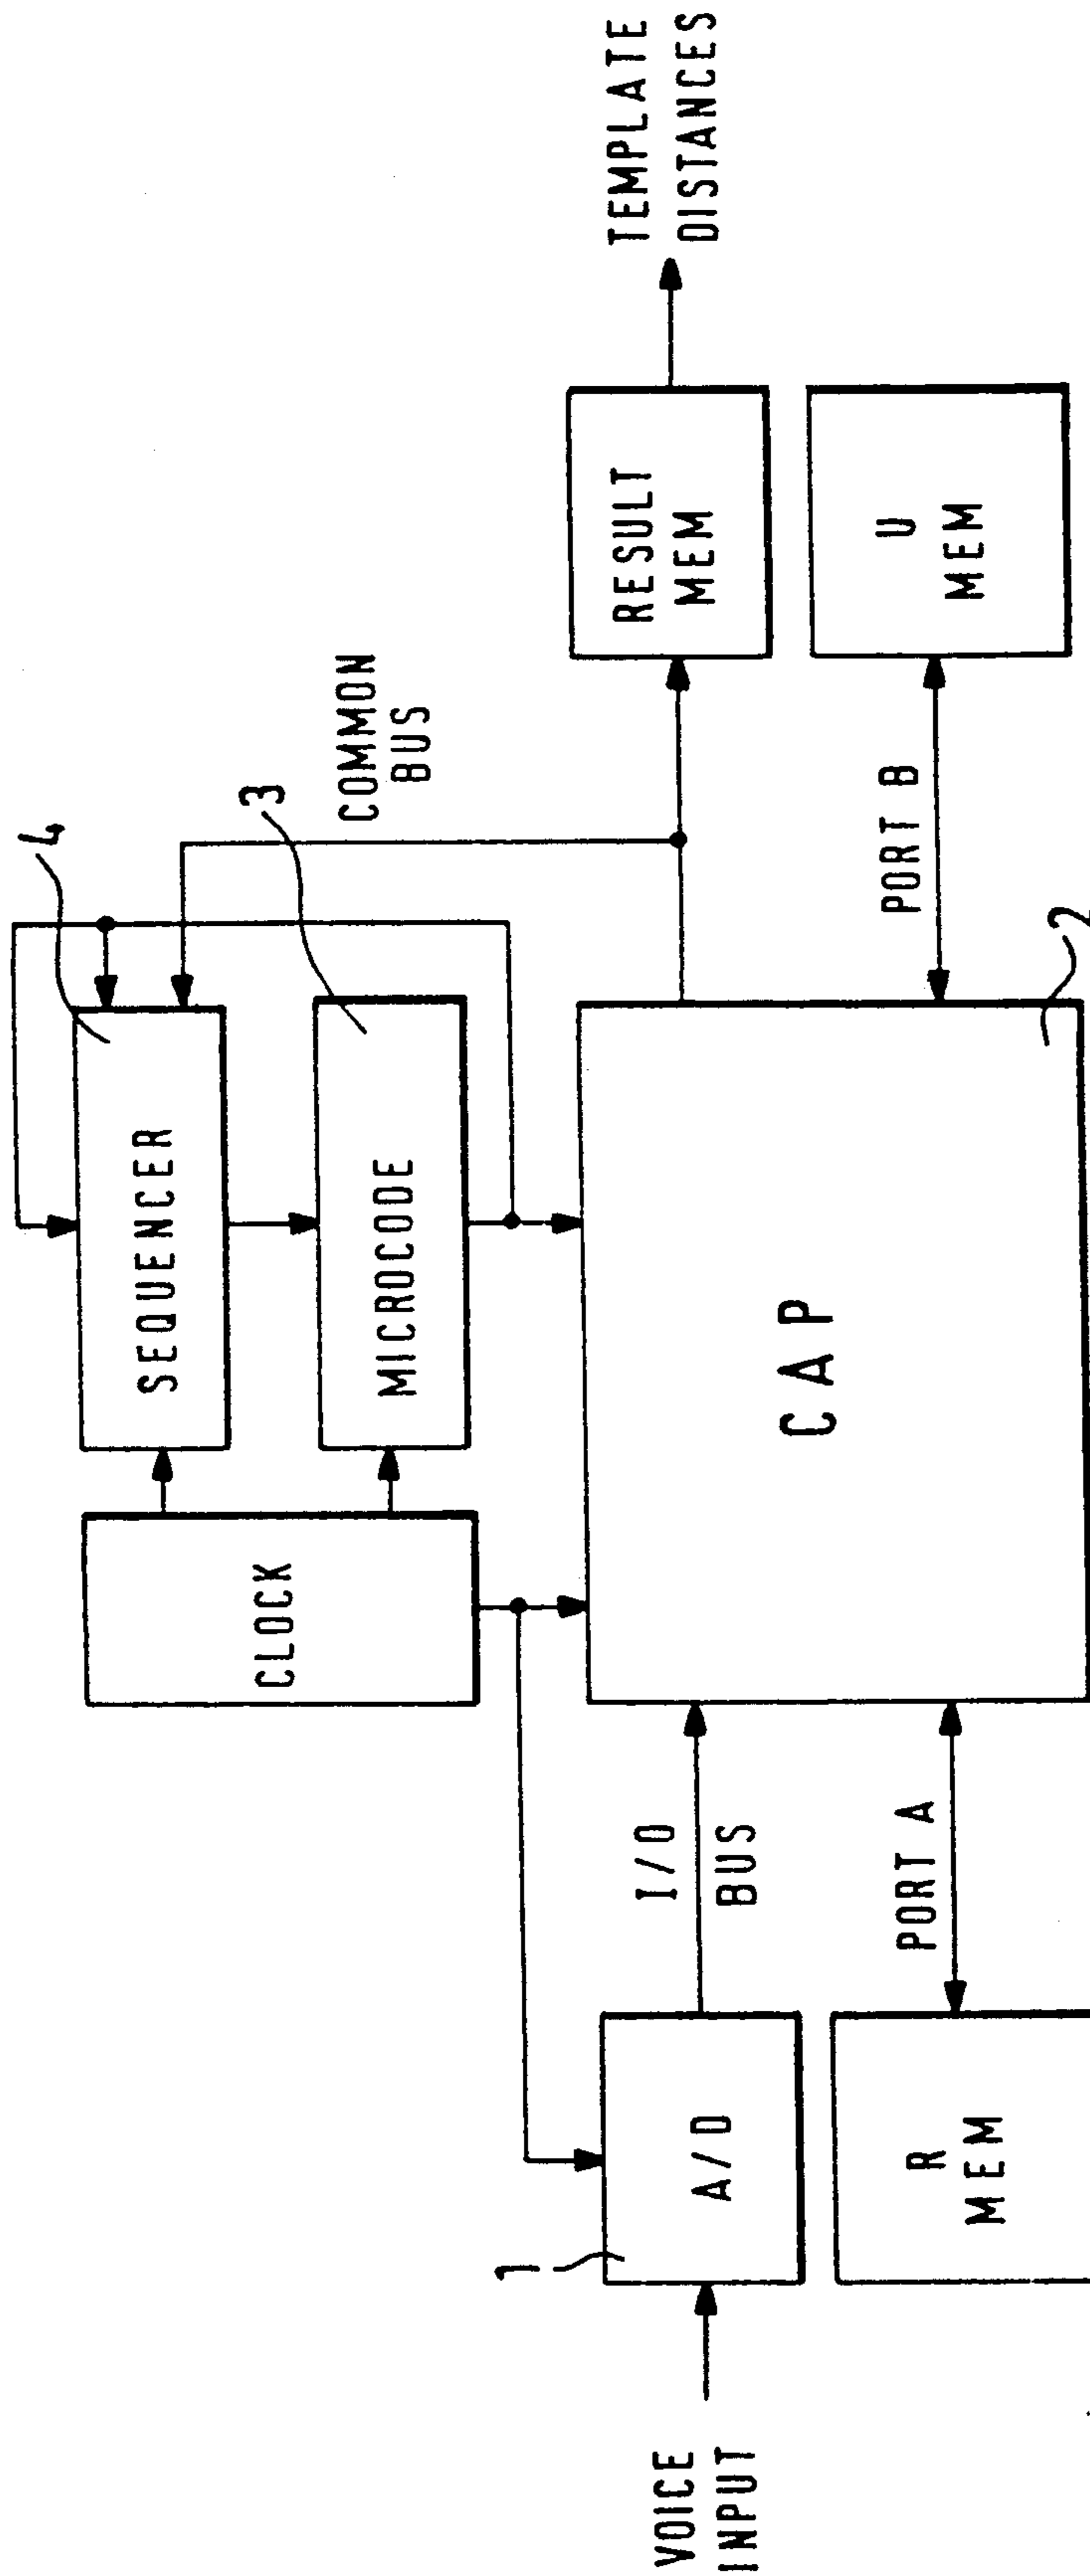 4
SEQUENCER
CLOCK
3
MICROCODE
COMMON
BUS
VOICE
INPUT
1
A/D
I/O
BUS
CAP
2
RESULT
MEM
TEMPLATE
DISTANCES
R
MEM
PORT A
PORT B
U
MEM